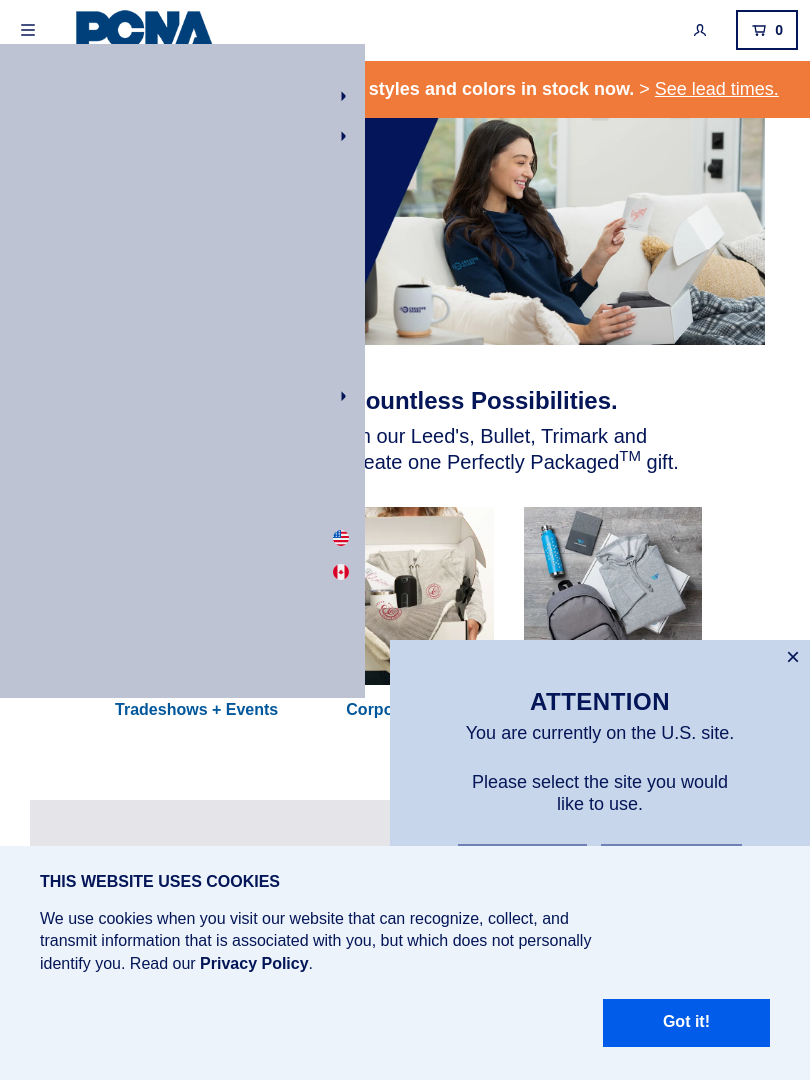 PCNA
0
styles and colors in stock now. > See lead times.
ountless Possibilities.
our Leed's, Bullet, Trimark and
eate one Perfectly Packaged™ gift.
Tradeshows + Events
Corpo
×
ATTENTION
You are currently on the U.S. site.
Please select the site you would
like to use.
THIS WEBSITE USES COOKIES
We use cookies when you visit our website that can recognize, collect, and
transmit information that is associated with you, but which does not personally
identify you. Read our Privacy Policy.
Got it!